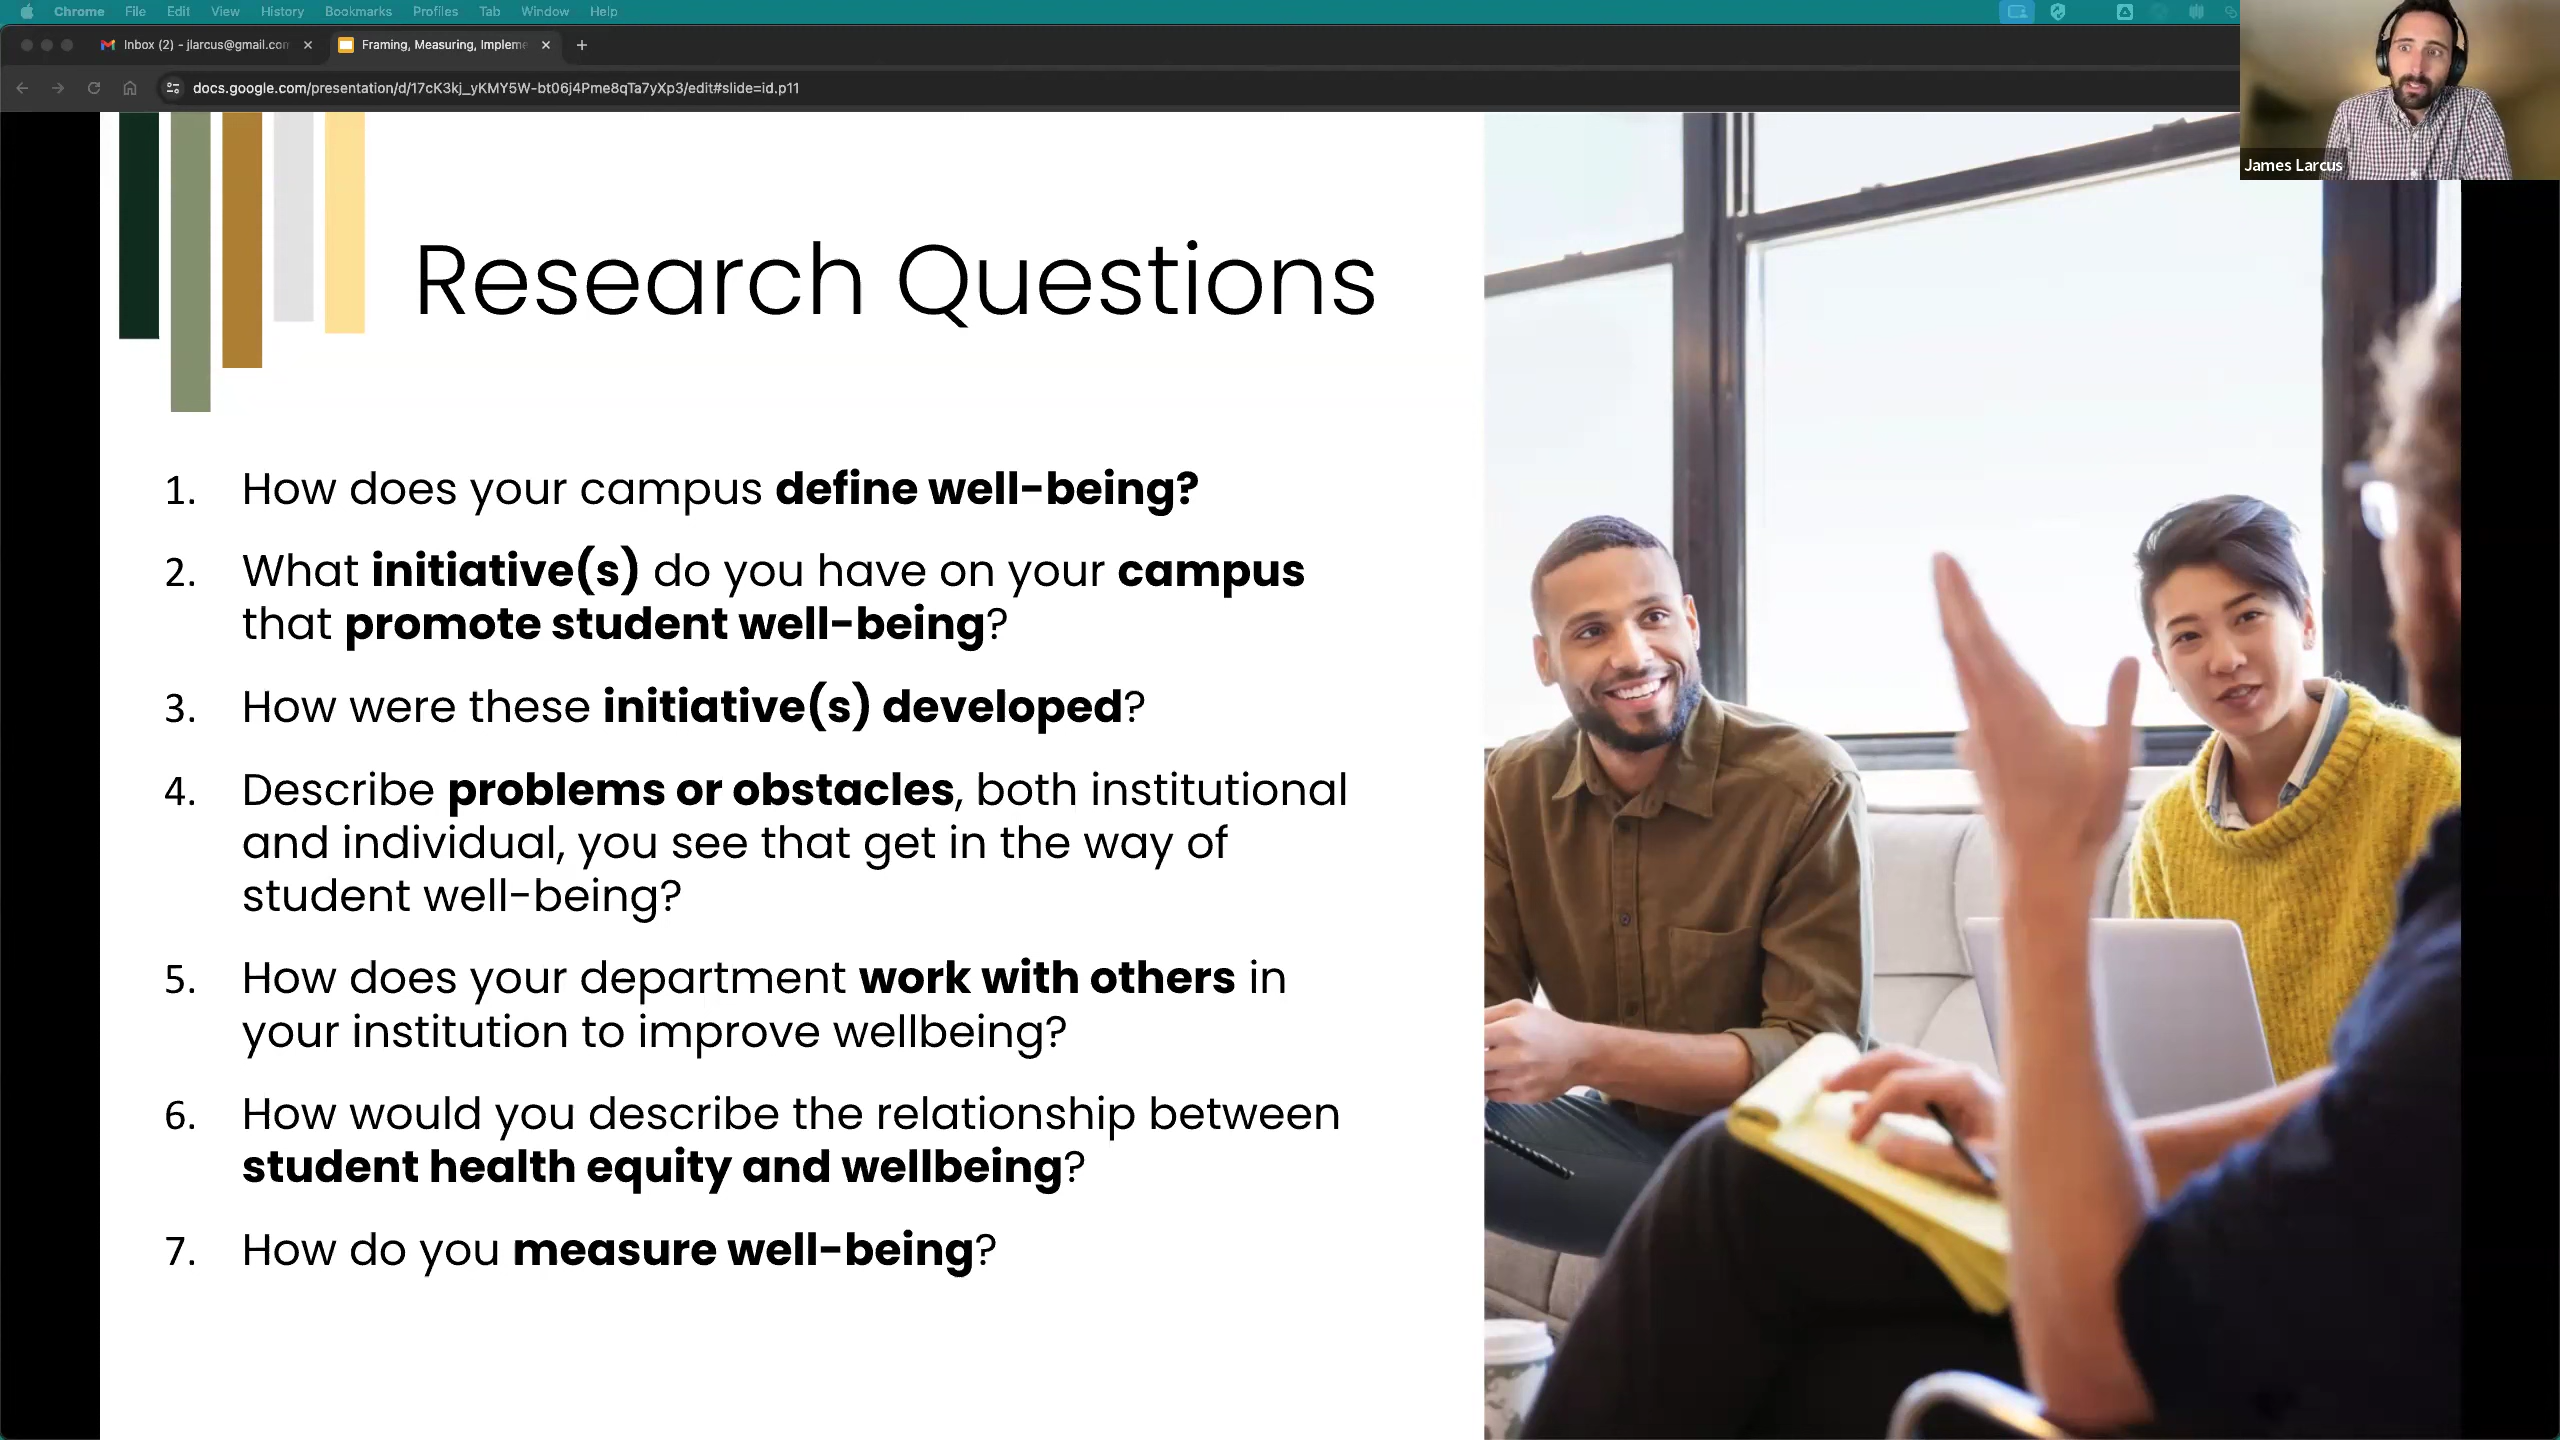 Chrome File Edit View History Bookmarks Profiles Tab Window Help
Inbox (2) - jlarcus@gmail.com
Framing, Measuring, Impleme
docs.google.com/presentation/d/17cK3kj_yKMY5W-bt06j4Pme8qTa7yXp3/edit#slide=id.p11
James Larcus
Research Questions
1. How does your campus define well-being?
2. What initiative(s) do you have on your campus
that promote student well-being?
3. How were these initiative(s) developed?
4. Describe problems or obstacles, both institutional
and individual, you see that get in the way of
student well-being?
5. How does your department work with others in
your institution to improve wellbeing?
6. How would you describe the relationship between
student health equity and wellbeing?
7. How do you measure well-being?